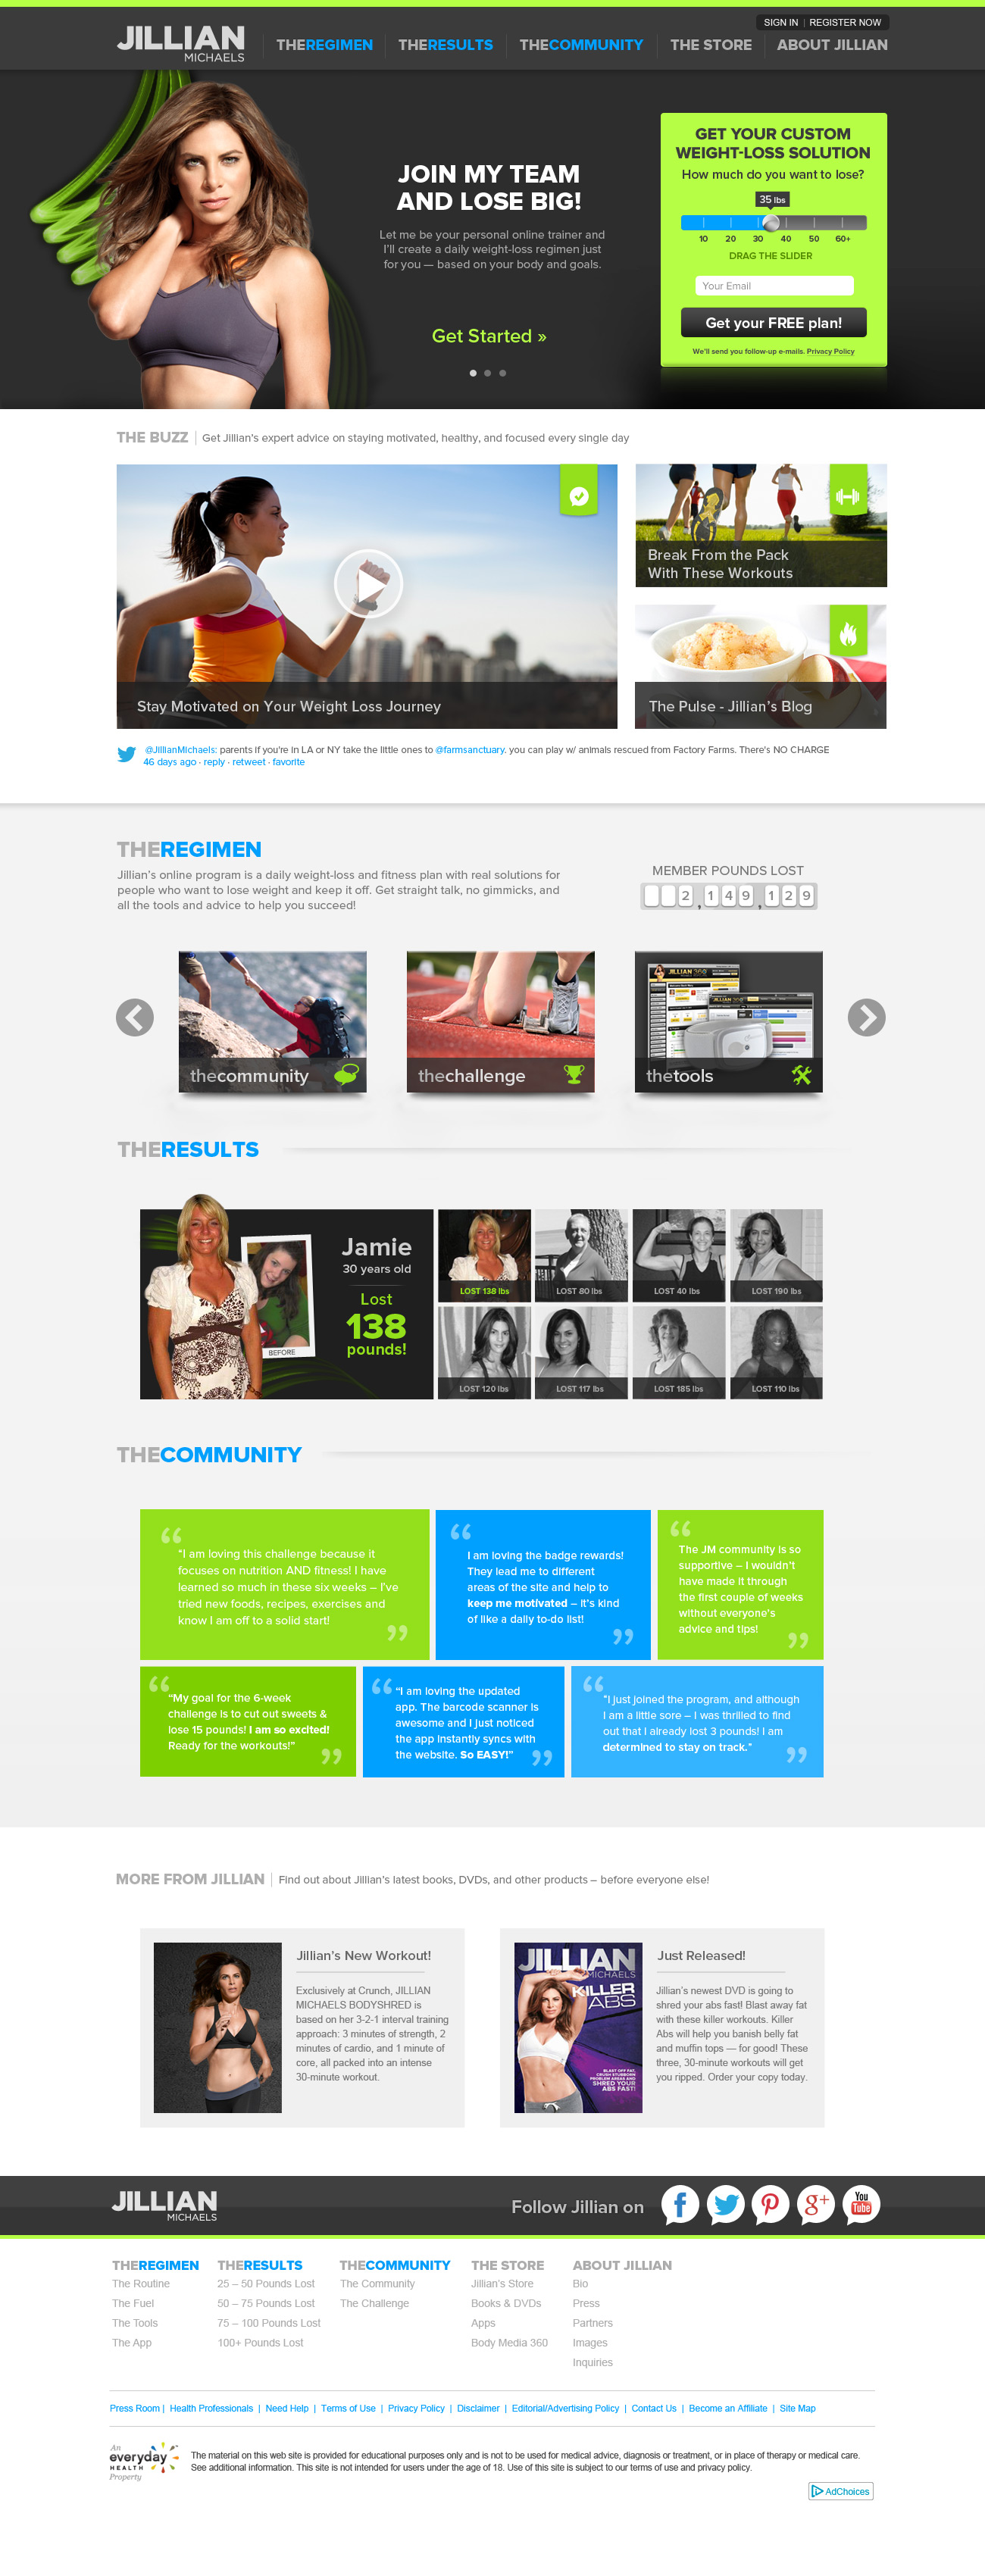 SIGN IN | REGISTER NOW
JILLIAN
MICHAELS
THEREGIMEN
THERESULTS
THECOMMUNITY
THE STORE
ABOUT JILLIAN
JOIN MY TEAM
AND LOSE BIG!
Let me be your personal online trainer and
I'll create a daily weight-loss regimen just
for you — based on your body and goals.
Get Started »
GET YOUR CUSTOM
WEIGHT-LOSS SOLUTION
How much do you want to lose?
35 lbs
10 20 30 40 50 60+
DRAG THE SLIDER
Your Email
Get your FREE plan!
We'll send you follow-up e-mails. Privacy Policy
THE BUZZ | Get Jillian's expert advice on staying motivated, healthy, and focused every single day
Stay Motivated on Your Weight Loss Journey
Break From the Pack
With These Workouts
The Pulse - Jillian's Blog
@JillianMichaels: parents if you're in LA or NY take the little ones to @farmsanctuary. you can play w/ animals rescued from Factory Farms. There's NO CHARGE
46 days ago · reply · retweet · favorite
THEREGIMEN
Jillian's online program is a daily weight-loss and fitness plan with real solutions for
people who want to lose weight and keep it off. Get straight talk, no gimmicks, and
all the tools and advice to help you succeed!
MEMBER POUNDS LOST
2,149,129
thecommunity
thechallenge
thetools
THERESULTS
Jamie
30 years old
Lost
138
pounds!
BEFORE
LOST 138 lbs
LOST 80 lbs
LOST 40 lbs
LOST 190 lbs
LOST 120 lbs
LOST 117 lbs
LOST 185 lbs
LOST 110 lbs
THECOMMUNITY
"I am loving this challenge because it
focuses on nutrition AND fitness! I have
learned so much in these six weeks – I've
tried new foods, recipes, exercises and
know I am off to a solid start!
I am loving the badge rewards!
They lead me to different
areas of the site and help to
keep me motivated – it's kind
of like a daily to-do list!
The JM community is so
supportive – I wouldn't
have made it through
the first couple of weeks
without everyone's
advice and tips!
"My goal for the 6-week
challenge is to cut out sweets &
lose 15 pounds! I am so excited!
Ready for the workouts!"
"I am loving the updated
app. The barcode scanner is
awesome and I just noticed
the app instantly syncs with
the website. So EASY!"
"I just joined the program, and although
I am a little sore – I was thrilled to find
out that I already lost 3 pounds! I am
determined to stay on track."
MORE FROM JILLIAN | Find out about Jillian's latest books, DVDs, and other products – before everyone else!
Jillian's New Workout!
Exclusively at Crunch, JILLIAN
MICHAELS BODYSHRED is
based on her 3-2-1 interval training
approach: 3 minutes of strength, 2
minutes of cardio, and 1 minute of
core, all packed into an intense
30-minute workout.
JILLIAN
MICHAELS
KILLER
ABS
BLAST OFF FAT,
CRUSH STUBBORN
PROBLEM AREAS AND
SHRED YOUR
ABS FAST!
Just Released!
Jillian's newest DVD is going to
shred your abs fast! Blast away fat
with these killer workouts. Killer
Abs will help you banish belly fat
and muffin tops — for good! These
three, 30-minute workouts will get
you ripped. Order your copy today.
JILLIAN
MICHAELS
Follow Jillian on
You
Tube
THEREGIMEN
The Routine
The Fuel
The Tools
The App
THERESULTS
25 – 50 Pounds Lost
50 – 75 Pounds Lost
75 – 100 Pounds Lost
100+ Pounds Lost
THECOMMUNITY
The Community
The Challenge
THE STORE
Jillian's Store
Books & DVDs
Apps
Body Media 360
ABOUT JILLIAN
Bio
Press
Partners
Images
Inquiries
Press Room | Health Professionals | Need Help | Terms of Use | Privacy Policy | Disclaimer | Editorial/Advertising Policy | Contact Us | Become an Affiliate | Site Map
An
everyday
HEALTH
Property
The material on this web site is provided for educational purposes only and is not to be used for medical advice, diagnosis or treatment, or in place of therapy or medical care.
See additional information. This site is not intended for users under the age of 18. Use of this site is subject to our terms of use and privacy policy.
AdChoices